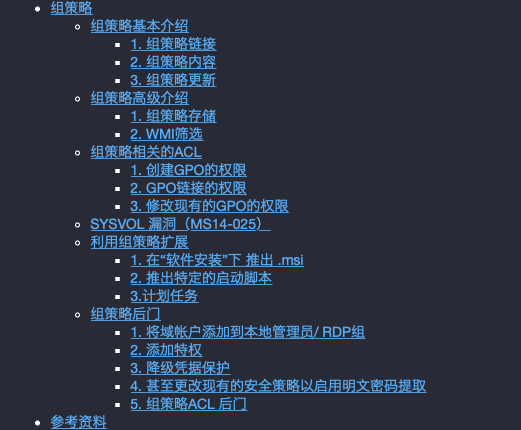 组策略
组策略基本介绍
1. 组策略链接
2. 组策略内容
3. 组策略更新
组策略高级介绍
1. 组策略存储
2. WMI筛选
组策略相关的ACL
1. 创建GPO的权限
2. GPO链接的权限
3. 修改现有的GPO的权限
SYSVOL 漏洞（MS14-025）
利用组策略扩展
1. 在“软件安装”下 推出 .msi
2. 推出特定的启动脚本
3.计划任务
组策略后门
1. 将域帐户添加到本地管理员/ RDP组
2. 添加特权
3. 降级凭据保护
4. 甚至更改现有的安全策略以启用明文密码提取
5. 组策略ACL 后门
参考资料